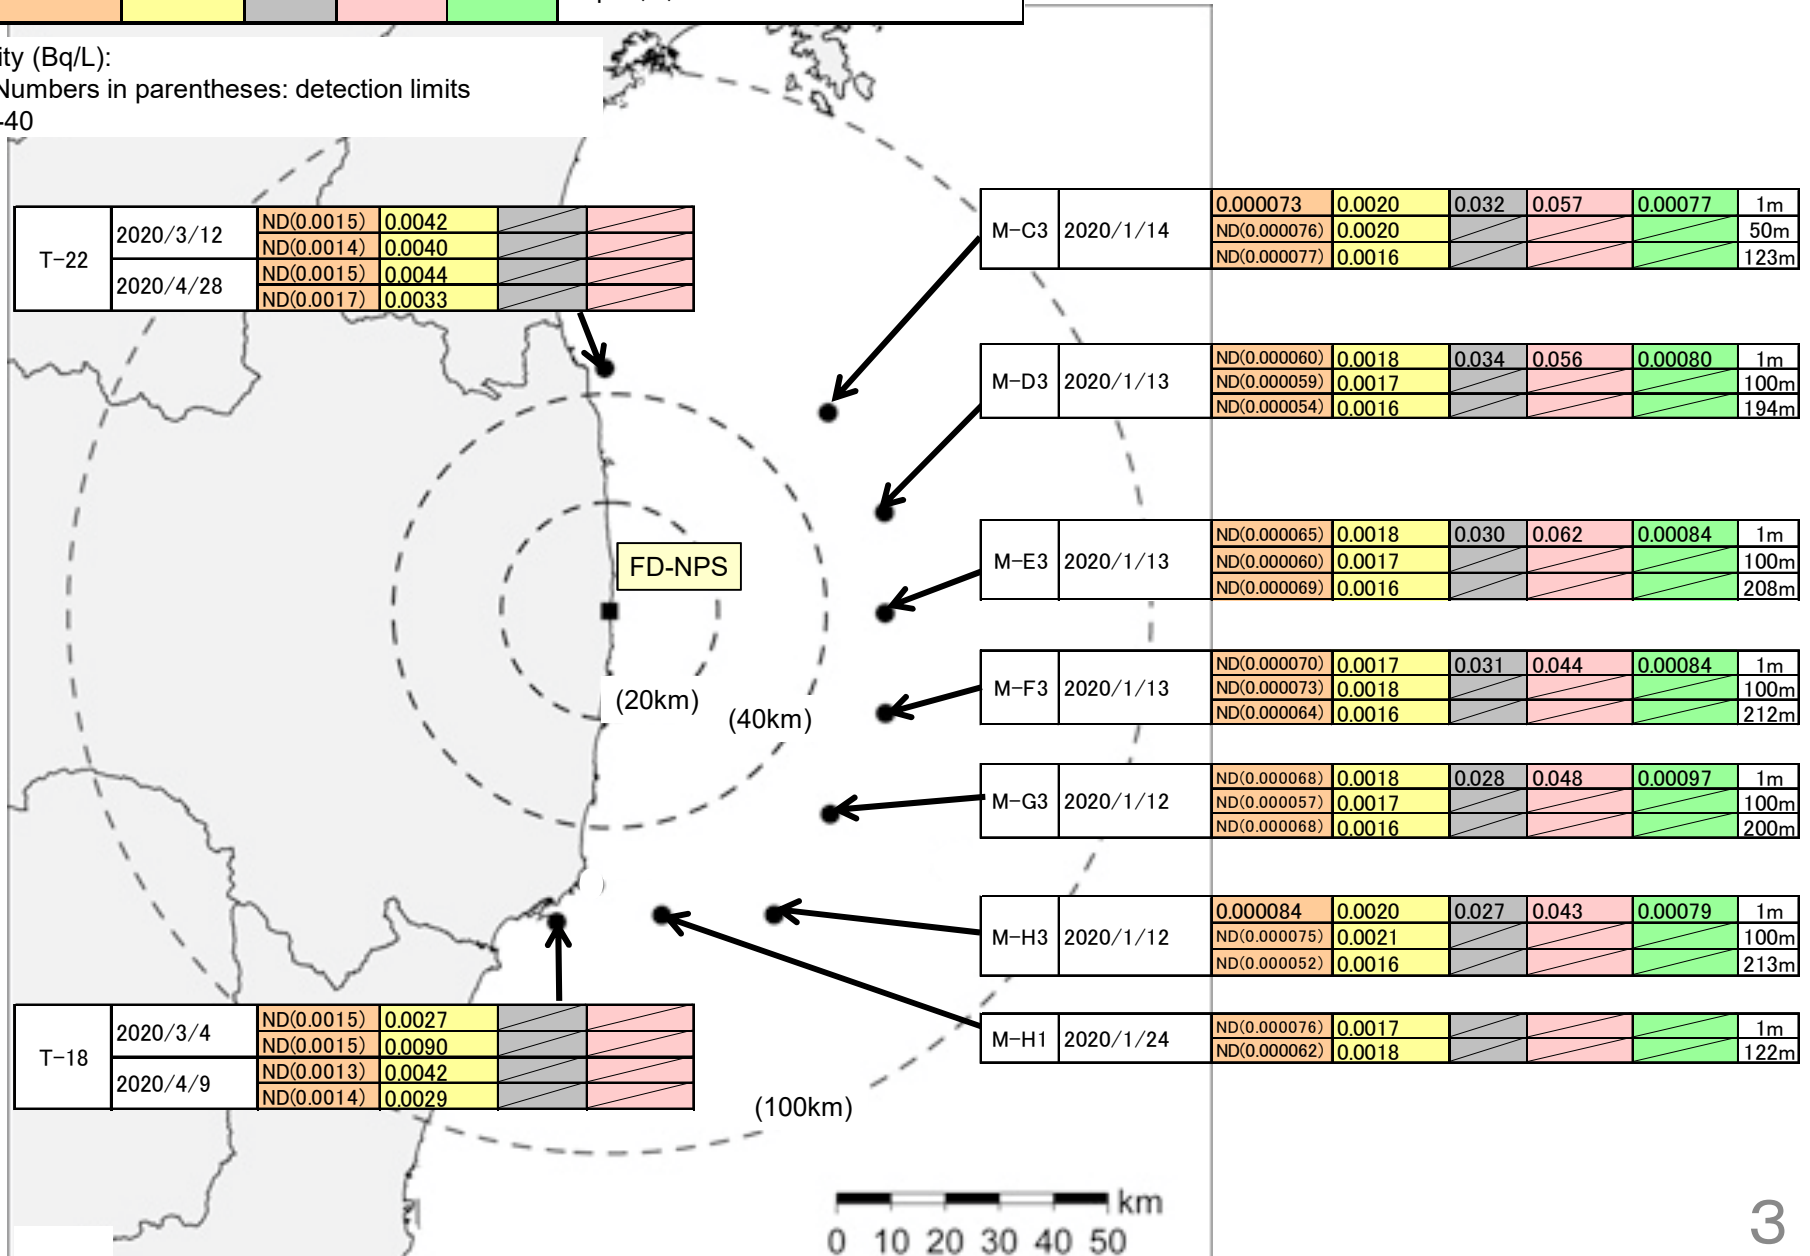 ity (Bq/L):
Numbers in parentheses: detection limits
-40
T-22
2020/3/12 ND(0.0015) 0.0042
ND(0.0014) 0.0040
2020/4/28 ND(0.0015) 0.0044
ND(0.0017) 0.0033
M-C3 2020/1/14 0.000073 0.0020 0.032 0.057 0.00077 1m
ND(0.000076) 0.0020 50m
ND(0.000077) 0.0016 123m
M-D3 2020/1/13 ND(0.000060) 0.0018 0.034 0.056 0.00080 1m
ND(0.000059) 0.0017 100m
ND(0.000054) 0.0016 194m
M-E3 2020/1/13 ND(0.000065) 0.0018 0.030 0.062 0.00084 1m
ND(0.000060) 0.0017 100m
ND(0.000069) 0.0016 208m
FD-NPS
(20km)
(40km)
M-F3 2020/1/13 ND(0.000070) 0.0017 0.031 0.044 0.00084 1m
ND(0.000073) 0.0018 100m
ND(0.000064) 0.0016 212m
M-G3 2020/1/12 ND(0.000068) 0.0018 0.028 0.048 0.00097 1m
ND(0.000057) 0.0017 100m
ND(0.000068) 0.0016 200m
M-H3 2020/1/12 0.000084 0.0020 0.027 0.043 0.00079 1m
ND(0.000075) 0.0021 100m
ND(0.000052) 0.0016 213m
M-H1 2020/1/24 ND(0.000076) 0.0017 1m
ND(0.000062) 0.0018 122m
T-18
2020/3/4 ND(0.0015) 0.0027
ND(0.0015) 0.0090
2020/4/9 ND(0.0013) 0.0042
ND(0.0014) 0.0029
(100km)
km
0 10 20 30 40 50
3